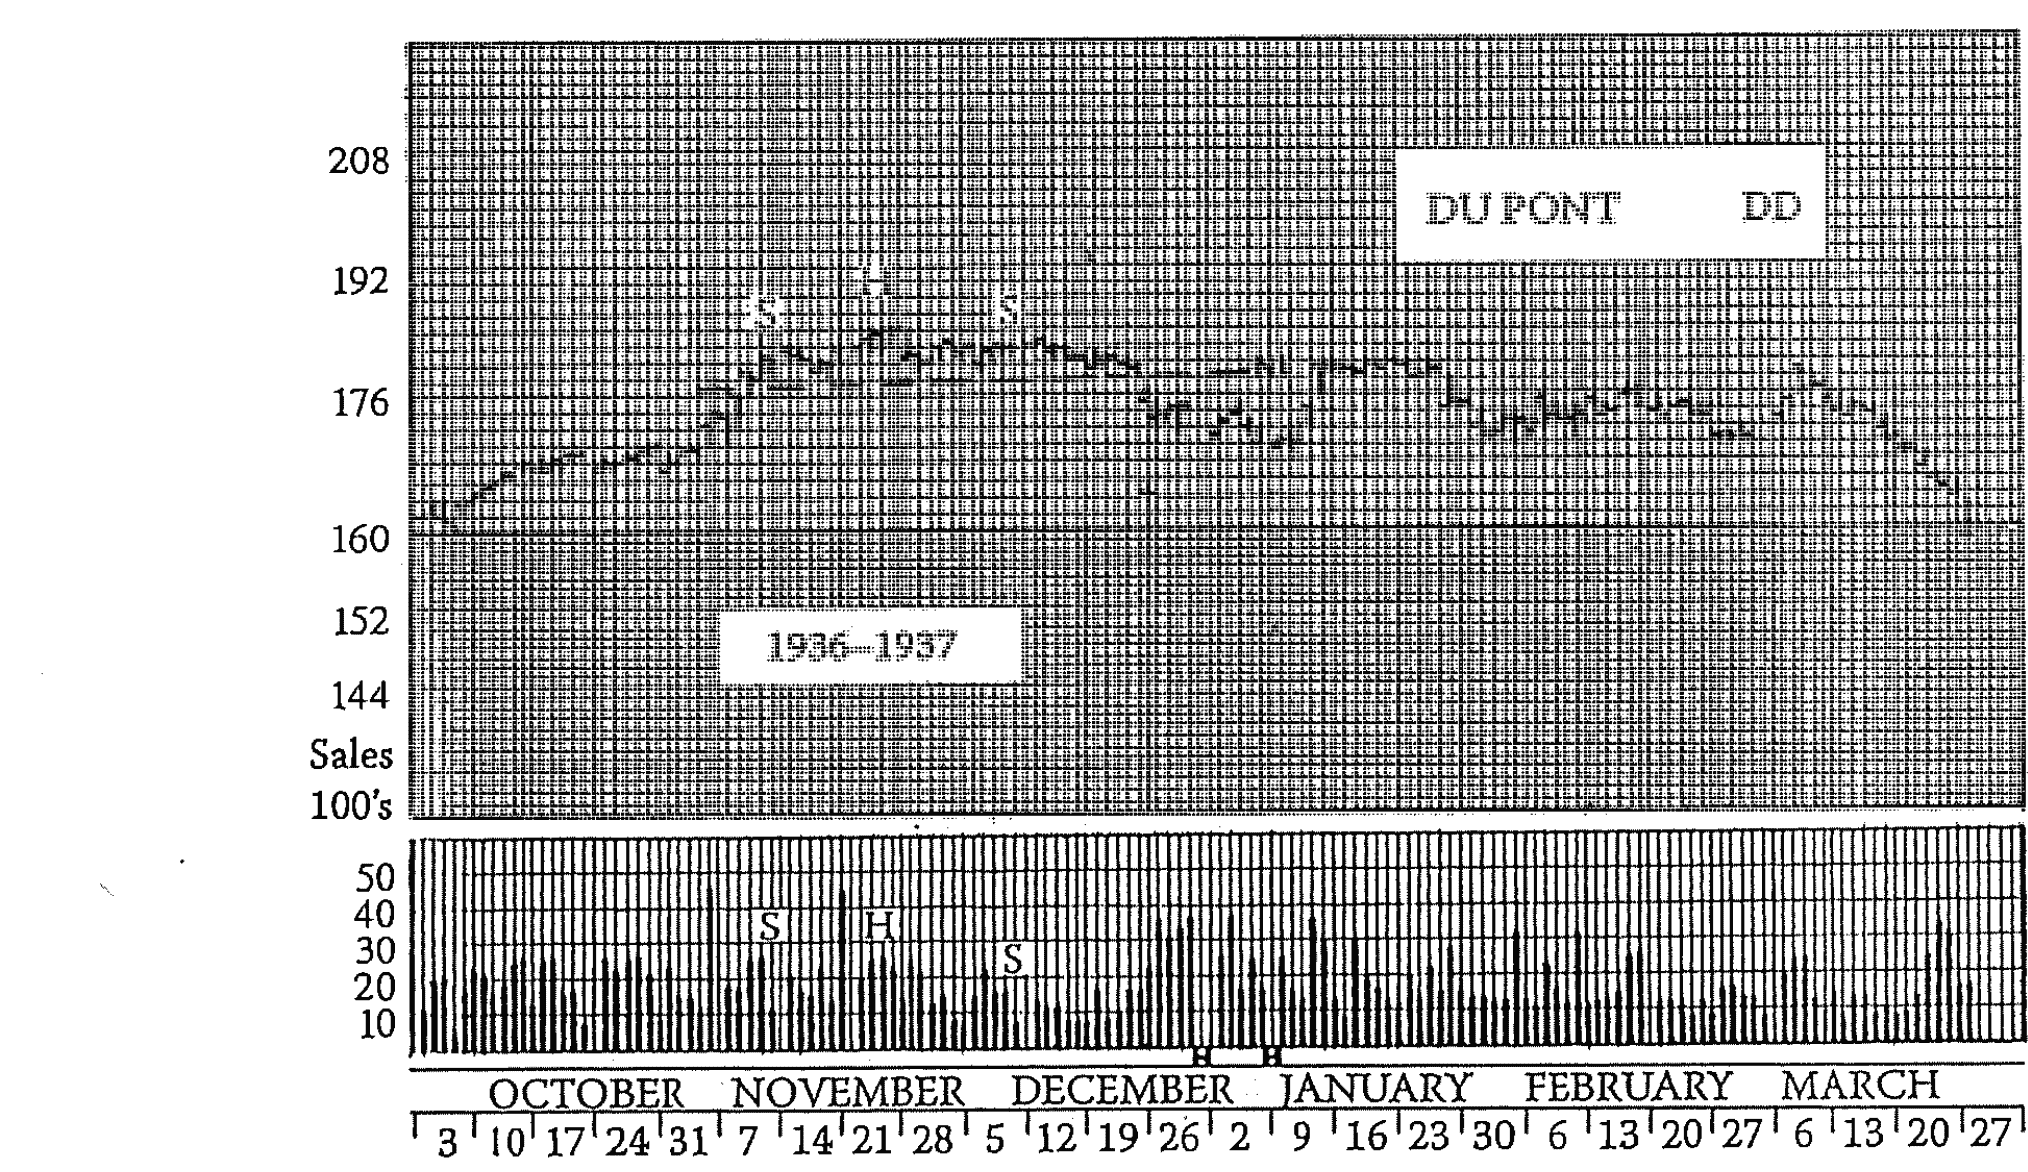 208
DU PONT DD
192
H
S
S
176
160
152
1936–1937
144
Sales
100's
50
40
S H
30
S
20
10
H H
OCTOBER NOVEMBER DECEMBER JANUARY FEBRUARY MARCH
3 10 17 24 31 7 14 21 28 5 12 19 26 2 9 16 23 30 6 13 20 27 6 13 20 27